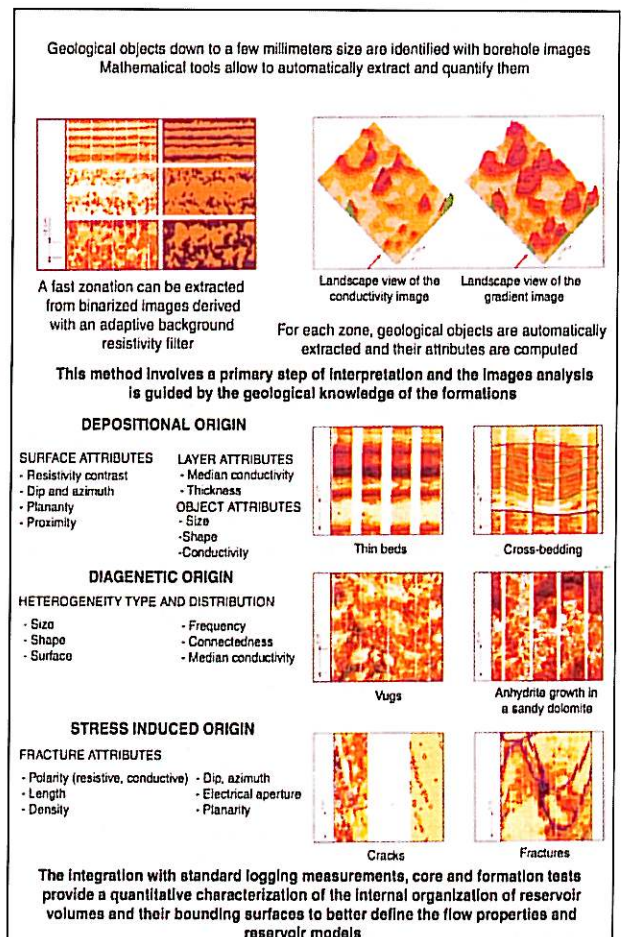 Geological objects down to a few millimeters size are identified with borehole images
Mathematical tools allow to automatically extract and quantify them
A fast zonation can be extracted
from binarized images derived
with an adaptive background
resistivity filter
Landscape view of the
conductivity image
Landscape view of the
gradient image
For each zone, geological objects are automatically
extracted and their attributes are computed
This method involves a primary step of interpretation and the images analysis
is guided by the geological knowledge of the formations
DEPOSITIONAL ORIGIN
SURFACE ATTRIBUTES
- Resistivity contrast
- Dip and azimuth
- Planarity
- Proximity
LAYER ATTRIBUTES
- Median conductivity
- Thickness
OBJECT ATTRIBUTES
- Size
-Shape
-Conductivity
Thin beds
Cross-bedding
DIAGENETIC ORIGIN
HETEROGENEITY TYPE AND DISTRIBUTION
- Size
- Shape
- Surface
- Frequency
- Connectedness
- Median conductivity
Vugs
Anhydrite growth in
a sandy dolomite
STRESS INDUCED ORIGIN
FRACTURE ATTRIBUTES
- Polarity (resistive, conductive)
- Length
- Density
- Dip, azimuth
- Electrical aperture
- Planarity
Cracks
Fractures
The integration with standard logging measurements, core and formation tests
provide a quantitative characterization of the internal organization of reservoir
volumes and their bounding surfaces to better define the flow properties and
reservoir models